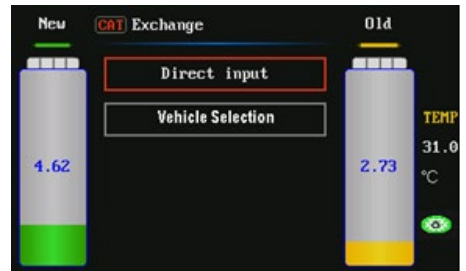 New
CAT Exchange
Old
Direct input
Vehicle Selection
4.62
2.73
TEMP
31.0
°C